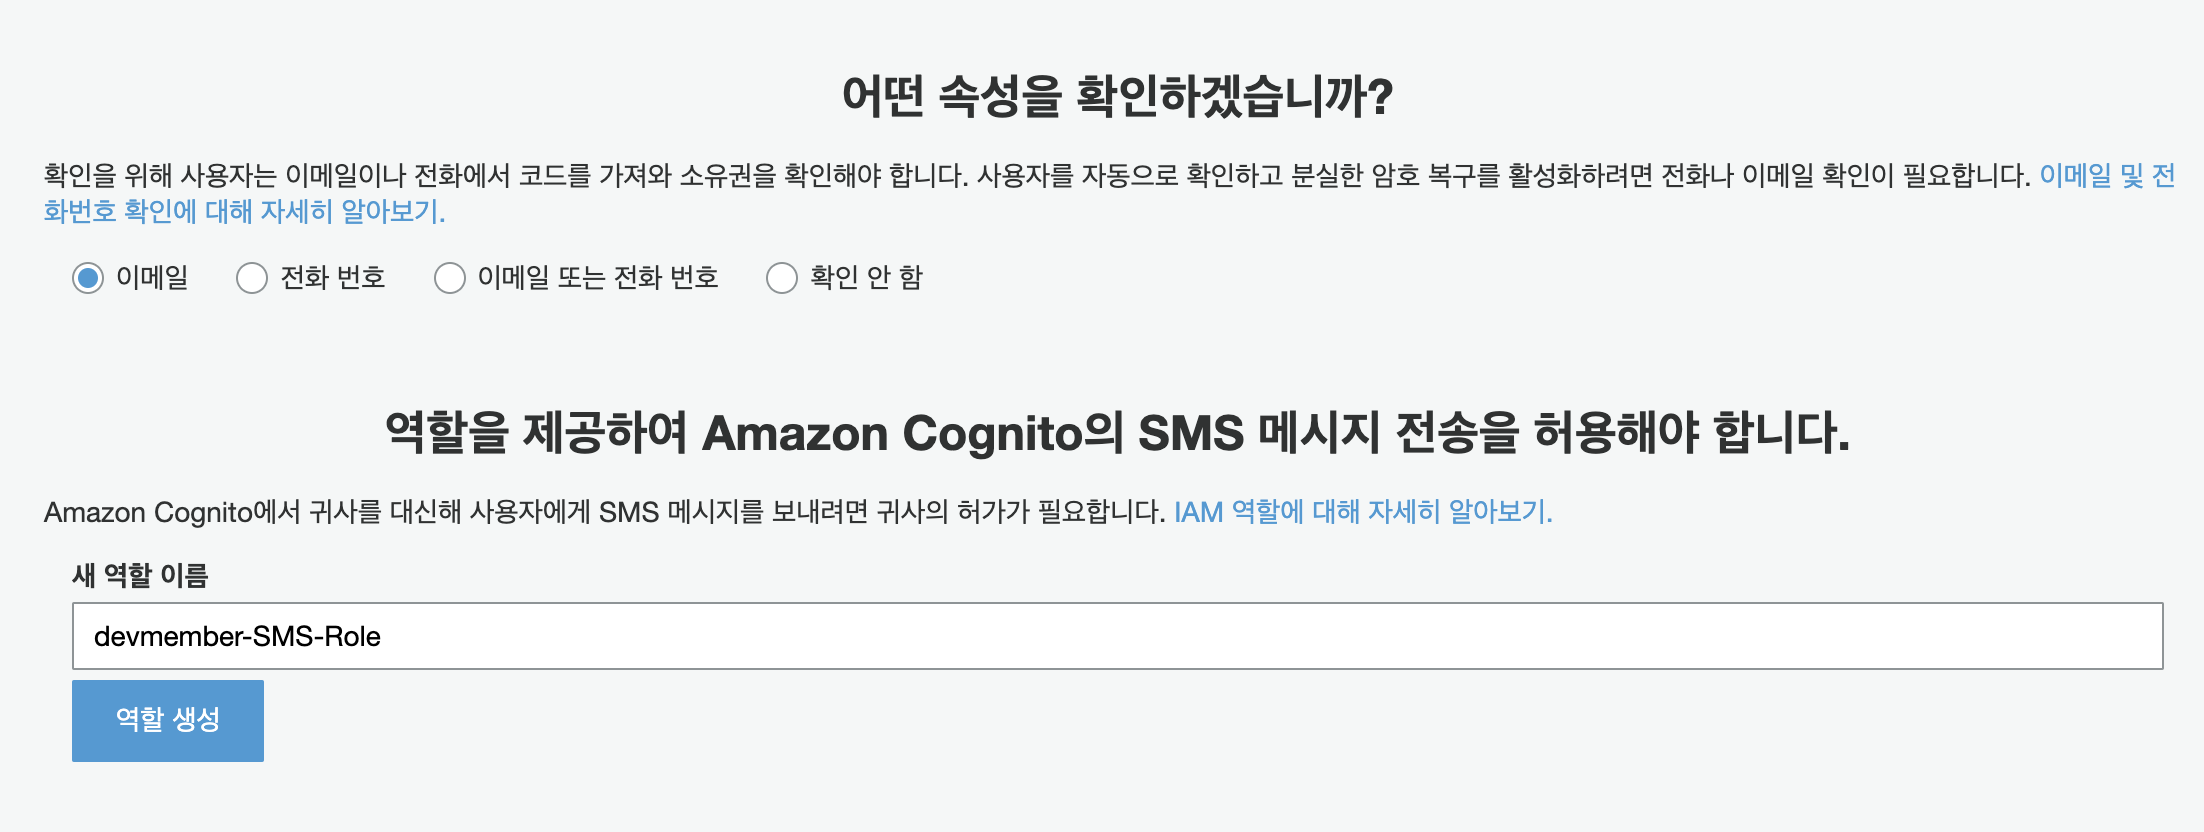 어떤 속성을 확인하겠습니까?
확인을 위해 사용자는 이메일이나 전화에서 코드를 가져와 소유권을 확인해야 합니다. 사용자를 자동으로 확인하고 분실한 암호 복구를 활성화하려면 전화나 이메일 확인이 필요합니다. 이메일 및 전
화번호 확인에 대해 자세히 알아보기.
이메일 전화 번호 이메일 또는 전화 번호 확인 안 함
역할을 제공하여 Amazon Cognito의 SMS 메시지 전송을 허용해야 합니다.
Amazon Cognito에서 귀사를 대신해 사용자에게 SMS 메시지를 보내려면 귀사의 허가가 필요합니다. IAM 역할에 대해 자세히 알아보기.
새 역할 이름
devmember-SMS-Role
역할 생성